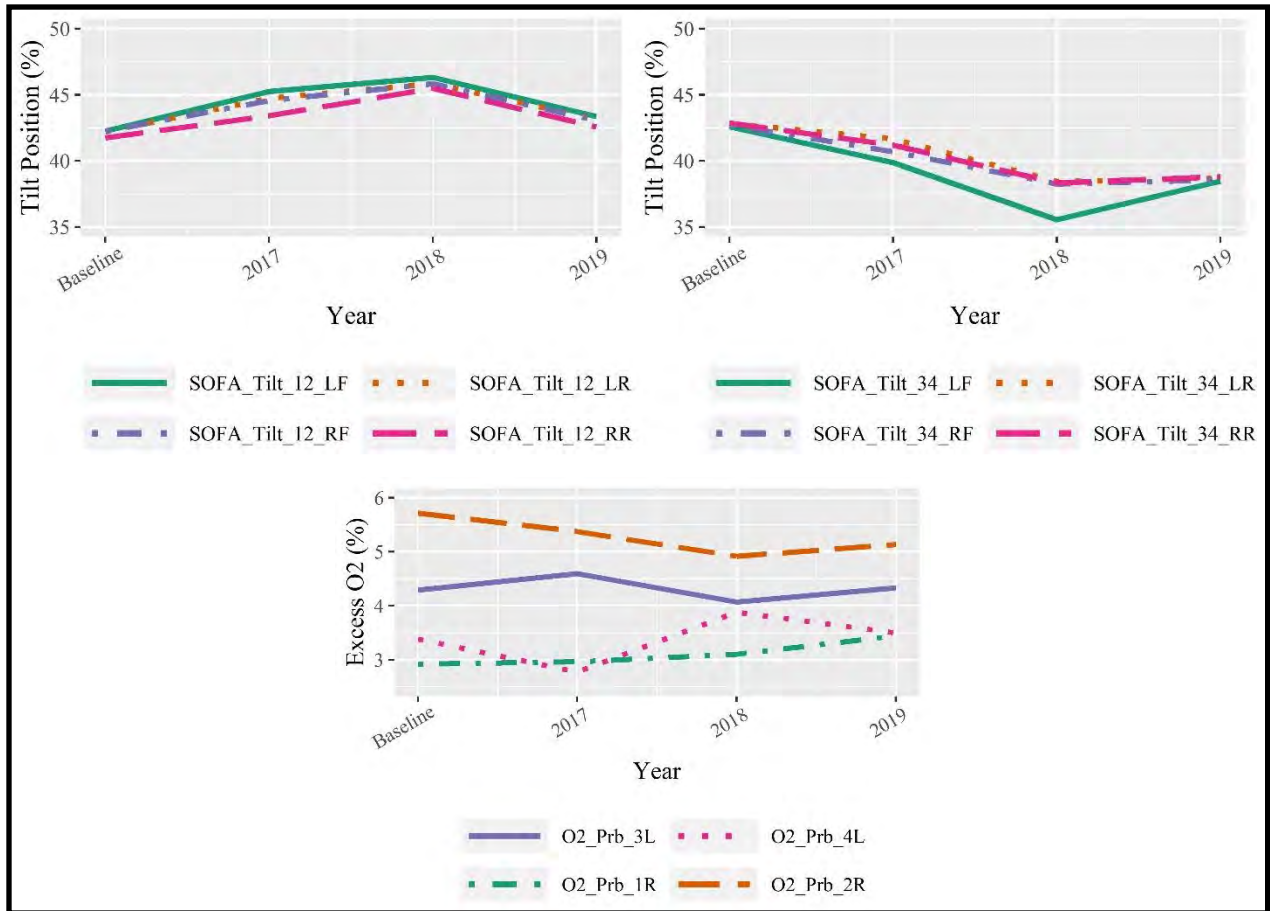 Tilt Position (%)
50
45
40
35
Baseline
2017
2018
2019
Year
SOFA_Tilt_12_LF
SOFA_Tilt_12_LR
SOFA_Tilt_12_RF
SOFA_Tilt_12_RR
Tilt Position (%)
50
45
40
35
Baseline
2017
2018
2019
Year
SOFA_Tilt_34_LF
SOFA_Tilt_34_LR
SOFA_Tilt_34_RF
SOFA_Tilt_34_RR
Excess O2 (%)
6
5
4
3
Baseline
2017
2018
2019
Year
O2_Prb_3L
O2_Prb_4L
O2_Prb_1R
O2_Prb_2R